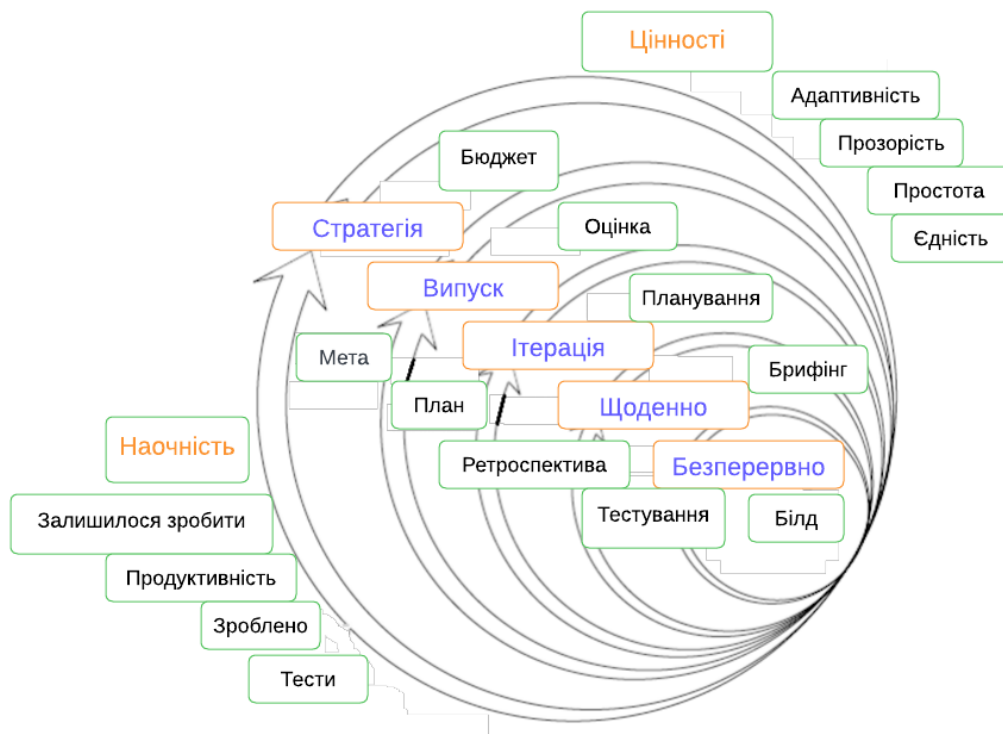 Цінності
Адаптивність
Прозорість
Простота
Єдність
Бюджет
Стратегія
Оцінка
Випуск
Планування
Ітерація
Мета
Брифінг
План
Щоденно
Наочність
Ретроспектива
Безперервно
Залишилося зробити
Тестування
Білд
Продуктивність
Зроблено
Тести